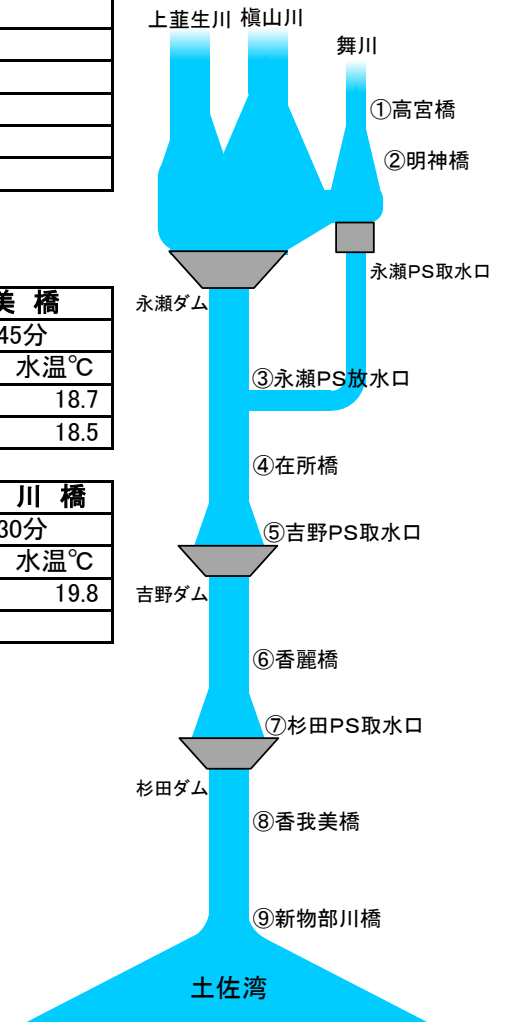 上韮生川 槇山川
舞川
①高宮橋
②明神橋
永瀬PS取水口
永瀬ダム
③永瀬PS放水口
④在所橋
⑤吉野PS取水口
吉野ダム
⑥香麗橋
⑦杉田PS取水口
杉田ダム
⑧香我美橋
⑨新物部川橋
土佐湾
美 橋
45分
水温℃
18.7
18.5
川 橋
30分
水温℃
19.8